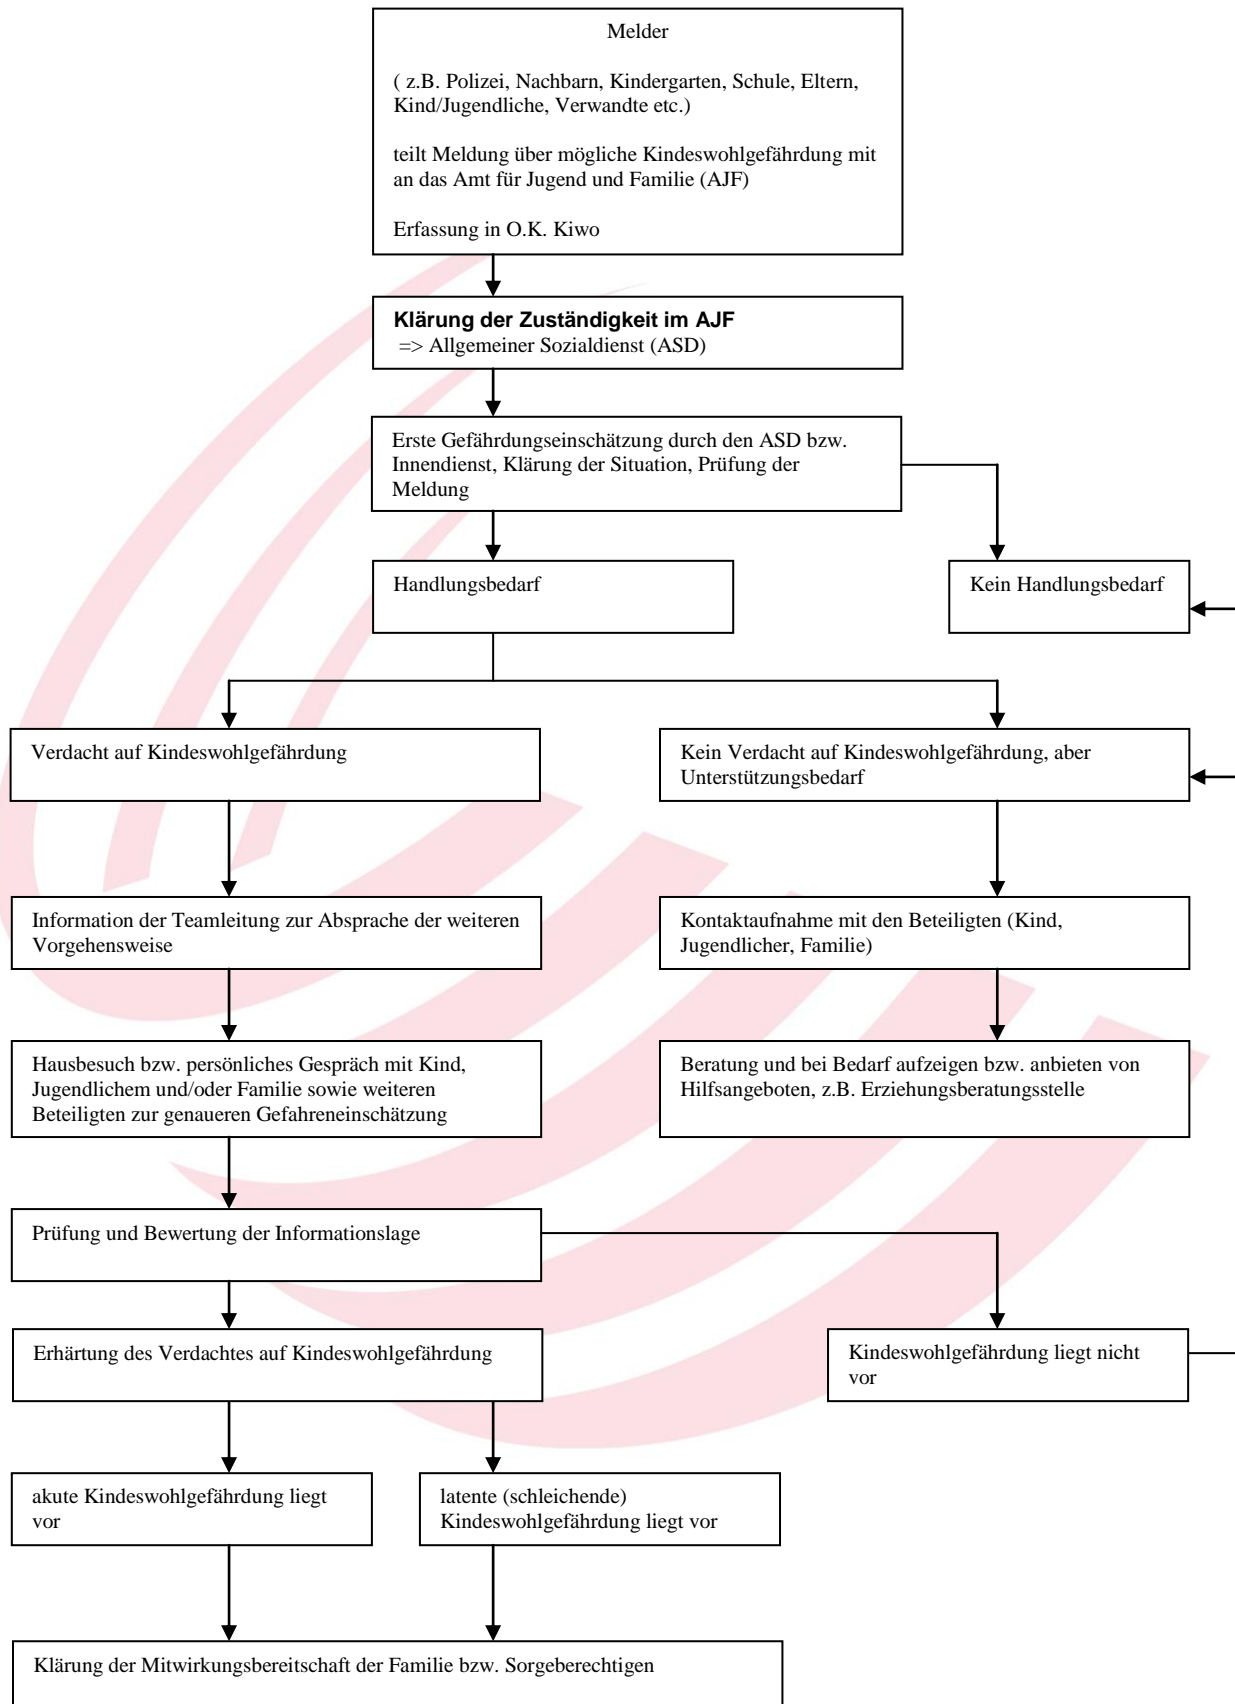 Melder
( z.B. Polizei, Nachbarn, Kindergarten, Schule, Eltern,
Kind/Jugendliche, Verwandte etc.)
teilt Meldung über mögliche Kindeswohlgefährdung mit
an das Amt für Jugend und Familie (AJF)
Erfassung in O.K. Kiwo
Klärung der Zuständigkeit im AJF
=> Allgemeiner Sozialdienst (ASD)
Erste Gefährdungseinschätzung durch den ASD bzw.
Innendienst, Klärung der Situation, Prüfung der
Meldung
Handlungsbedarf
Kein Handlungsbedarf
Verdacht auf Kindeswohlgefährdung
Kein Verdacht auf Kindeswohlgefährdung, aber
Unterstützungsbedarf
Information der Teamleitung zur Absprache der weiteren
Vorgehensweise
Kontaktaufnahme mit den Beteiligten (Kind,
Jugendlicher, Familie)
Hausbesuch bzw. persönliches Gespräch mit Kind,
Jugendlichem und/oder Familie sowie weiteren
Beteiligten zur genaueren Gefahreneinschätzung
Beratung und bei Bedarf aufzeigen bzw. anbieten von
Hilfsangeboten, z.B. Erziehungsberatungsstelle
Prüfung und Bewertung der Informationslage
Erhärtung des Verdachtes auf Kindeswohlgefährdung
Kindeswohlgefährdung liegt nicht
vor
akute Kindeswohlgefährdung liegt
vor
latente (schleichende)
Kindeswohlgefährdung liegt vor
Klärung der Mitwirkungsbereitschaft der Familie bzw. Sorgeberechtigen